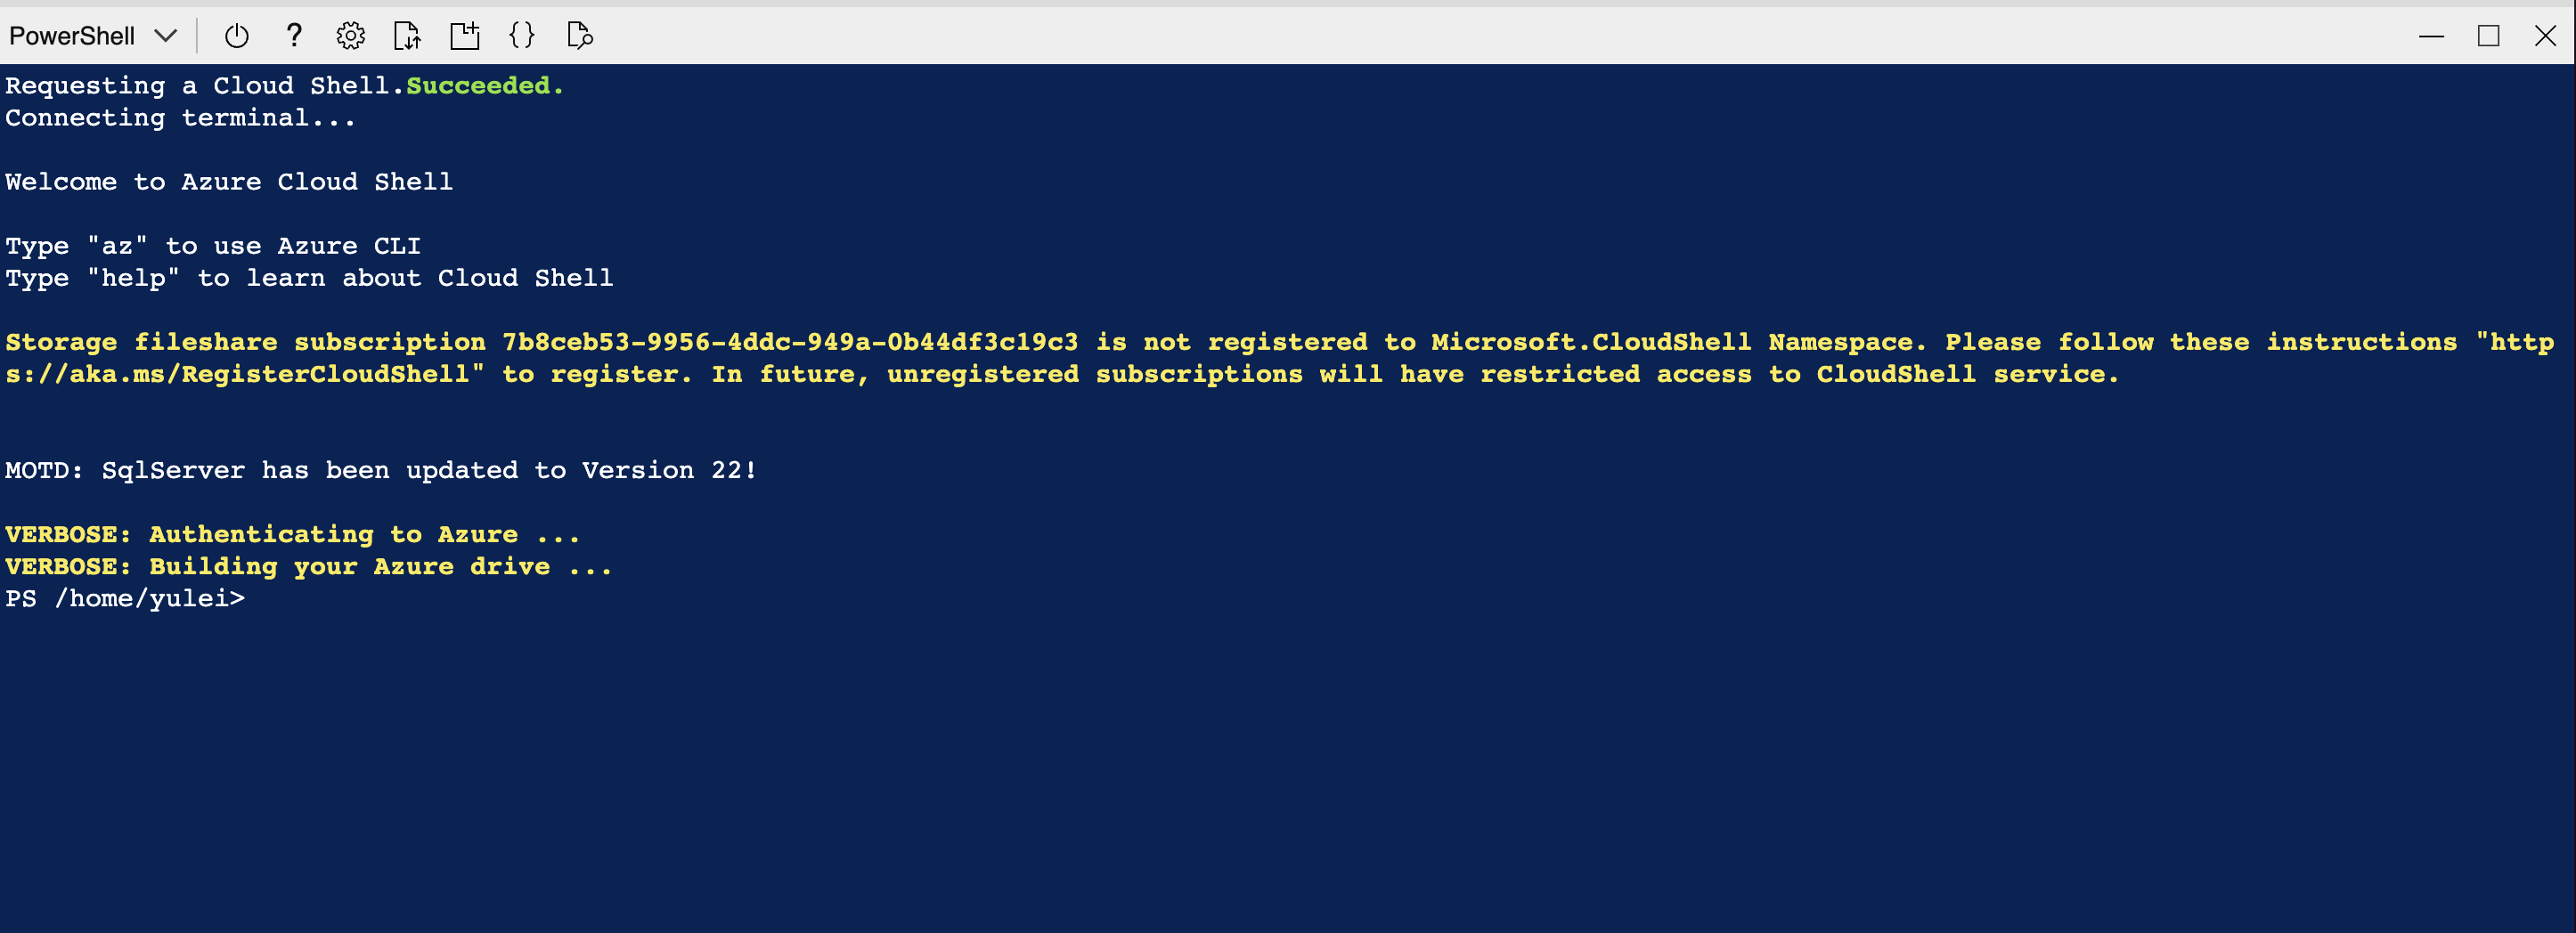 PowerShell
Requesting a Cloud Shell.Succeeded.
Connecting terminal...
Welcome to Azure Cloud Shell
Type "az" to use Azure CLI
Type "help" to learn about Cloud Shell
Storage fileshare subscription 7b8ceb53-9956-4ddc-949a-0b44df3c19c3 is not registered to Microsoft.CloudShell Namespace. Please follow these instructions "http
s://aka.ms/RegisterCloudShell" to register. In future, unregistered subscriptions will have restricted access to CloudShell service.
MOTD: SqlServer has been updated to Version 22!
VERBOSE: Authenticating to Azure ...
VERBOSE: Building your Azure drive ...
PS /home/yulei>